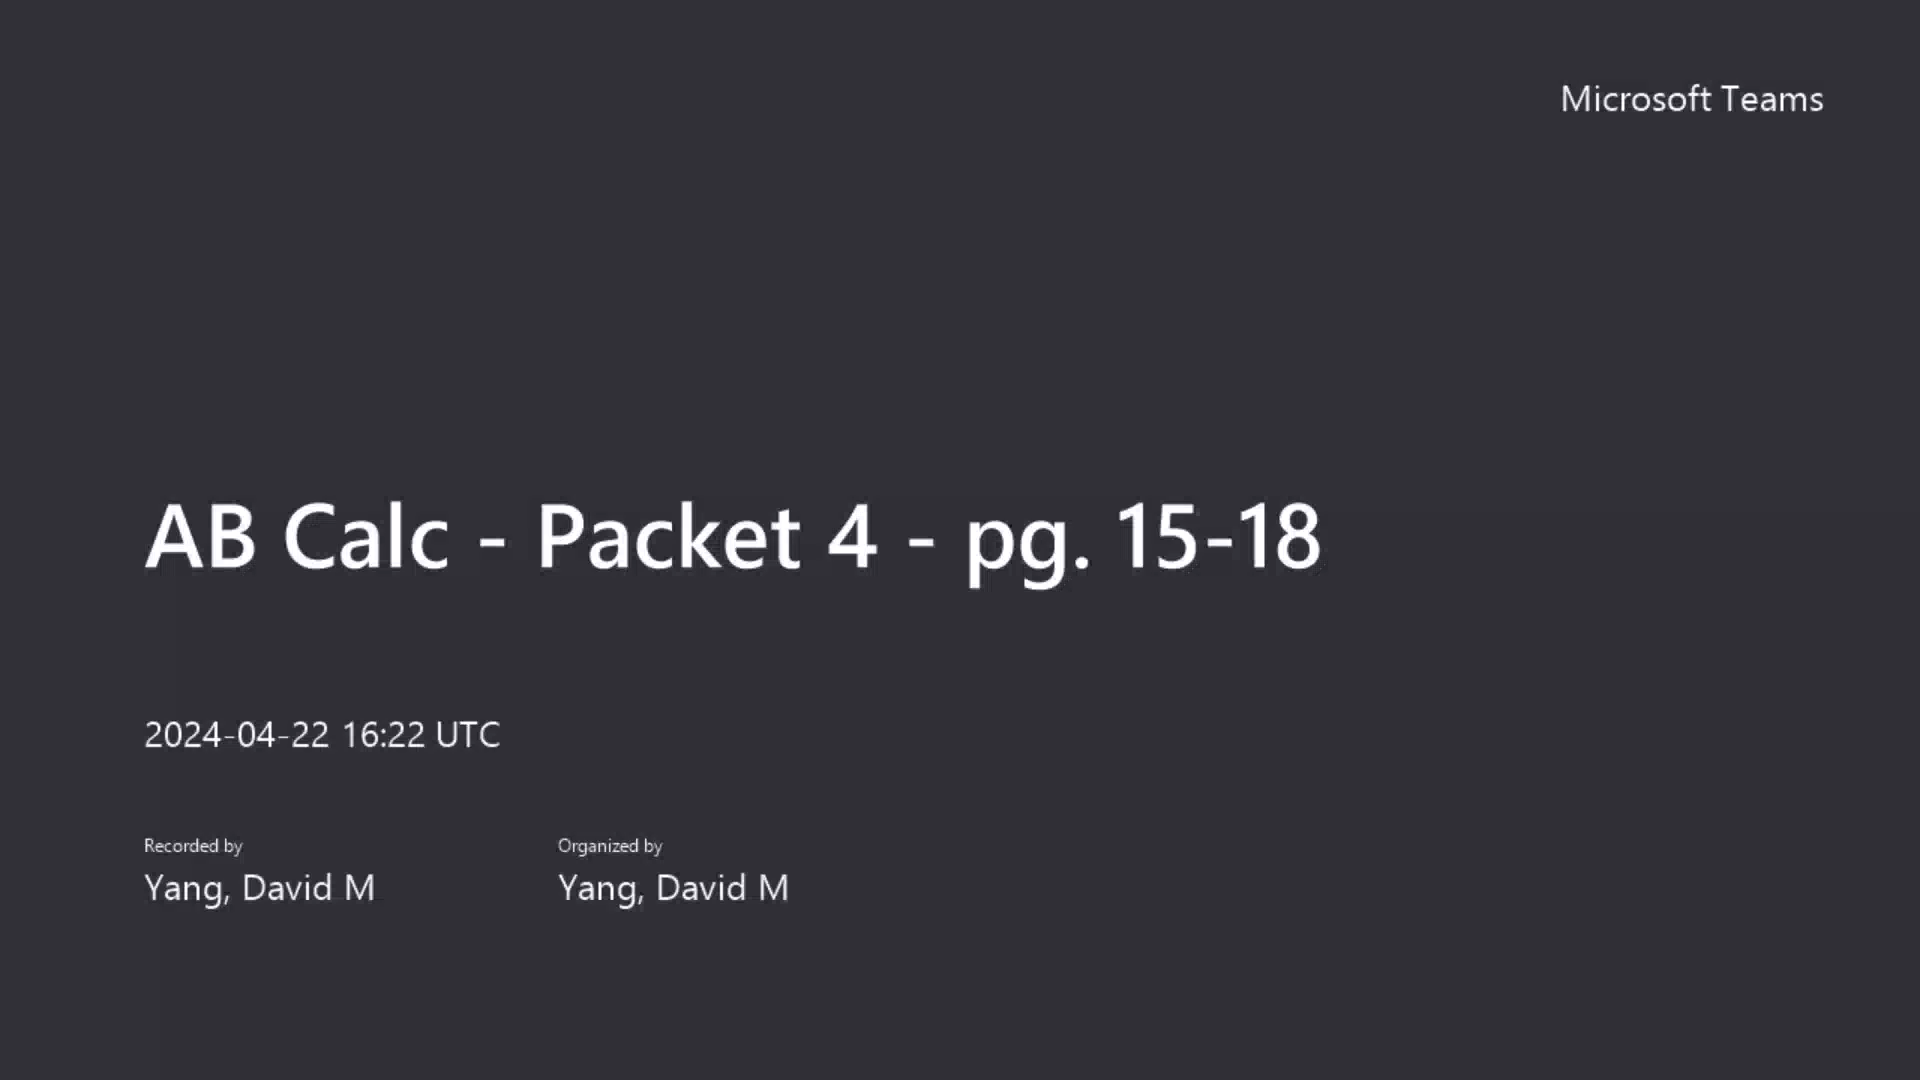 Microsoft Teams
AB Calc - Packet 4 - pg. 15-18
2024-04-22 16:22 UTC
Recorded by
Yang, David M
Organized by
Yang, David M